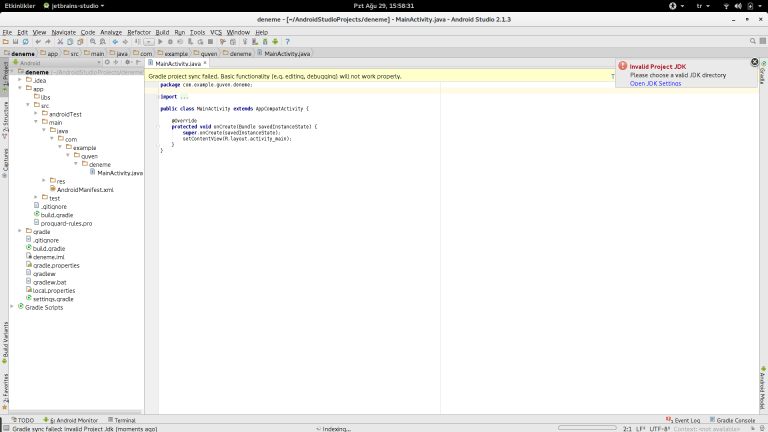 Etkinlikler jetbrains-studio Pzt Ağu 29, 15:58:31 tr
deneme - [~/AndroidStudioProjects/deneme] - MainActivity.java - Android Studio 2.1.3
File Edit View Navigate Code Analyze Refactor Build Run Tools VCS Window Help
deneme app src main java com example guven deneme MainActivity.java
Android
MainActivity.java
Gradle project sync failed. Basic functionality (e.g. editing, debugging) will not work properly.
Invalid Project JDK
Please choose a valid JDK directory
Open JDK Settings
1: Project
7: Structure
Captures
Build Variants
2: Favorites
deneme [~/AndroidStudioProjects/deneme]
.idea
app
libs
src
androidTest
main
java
com
example
guven
deneme
MainActivity.java
res
AndroidManifest.xml
test
.gitignore
build.gradle
proguard-rules.pro
gradle
.gitignore
build.gradle
deneme.iml
gradle.properties
gradlew
gradlew.bat
local.properties
settings.gradle
Gradle Scripts
package com.example.guven.deneme;
import ...
public class MainActivity extends AppCompatActivity {
@Override
protected void onCreate(Bundle savedInstanceState) {
super.onCreate(savedInstanceState);
setContentView(R.layout.activity_main);
}
}
Gradle
Android Model
TODO 6: Android Monitor Terminal Event Log Gradle Console
Gradle sync failed: Invalid Project Jdk (moments ago) Indexing... 2:1 LF UTF-8 Context: <not available>